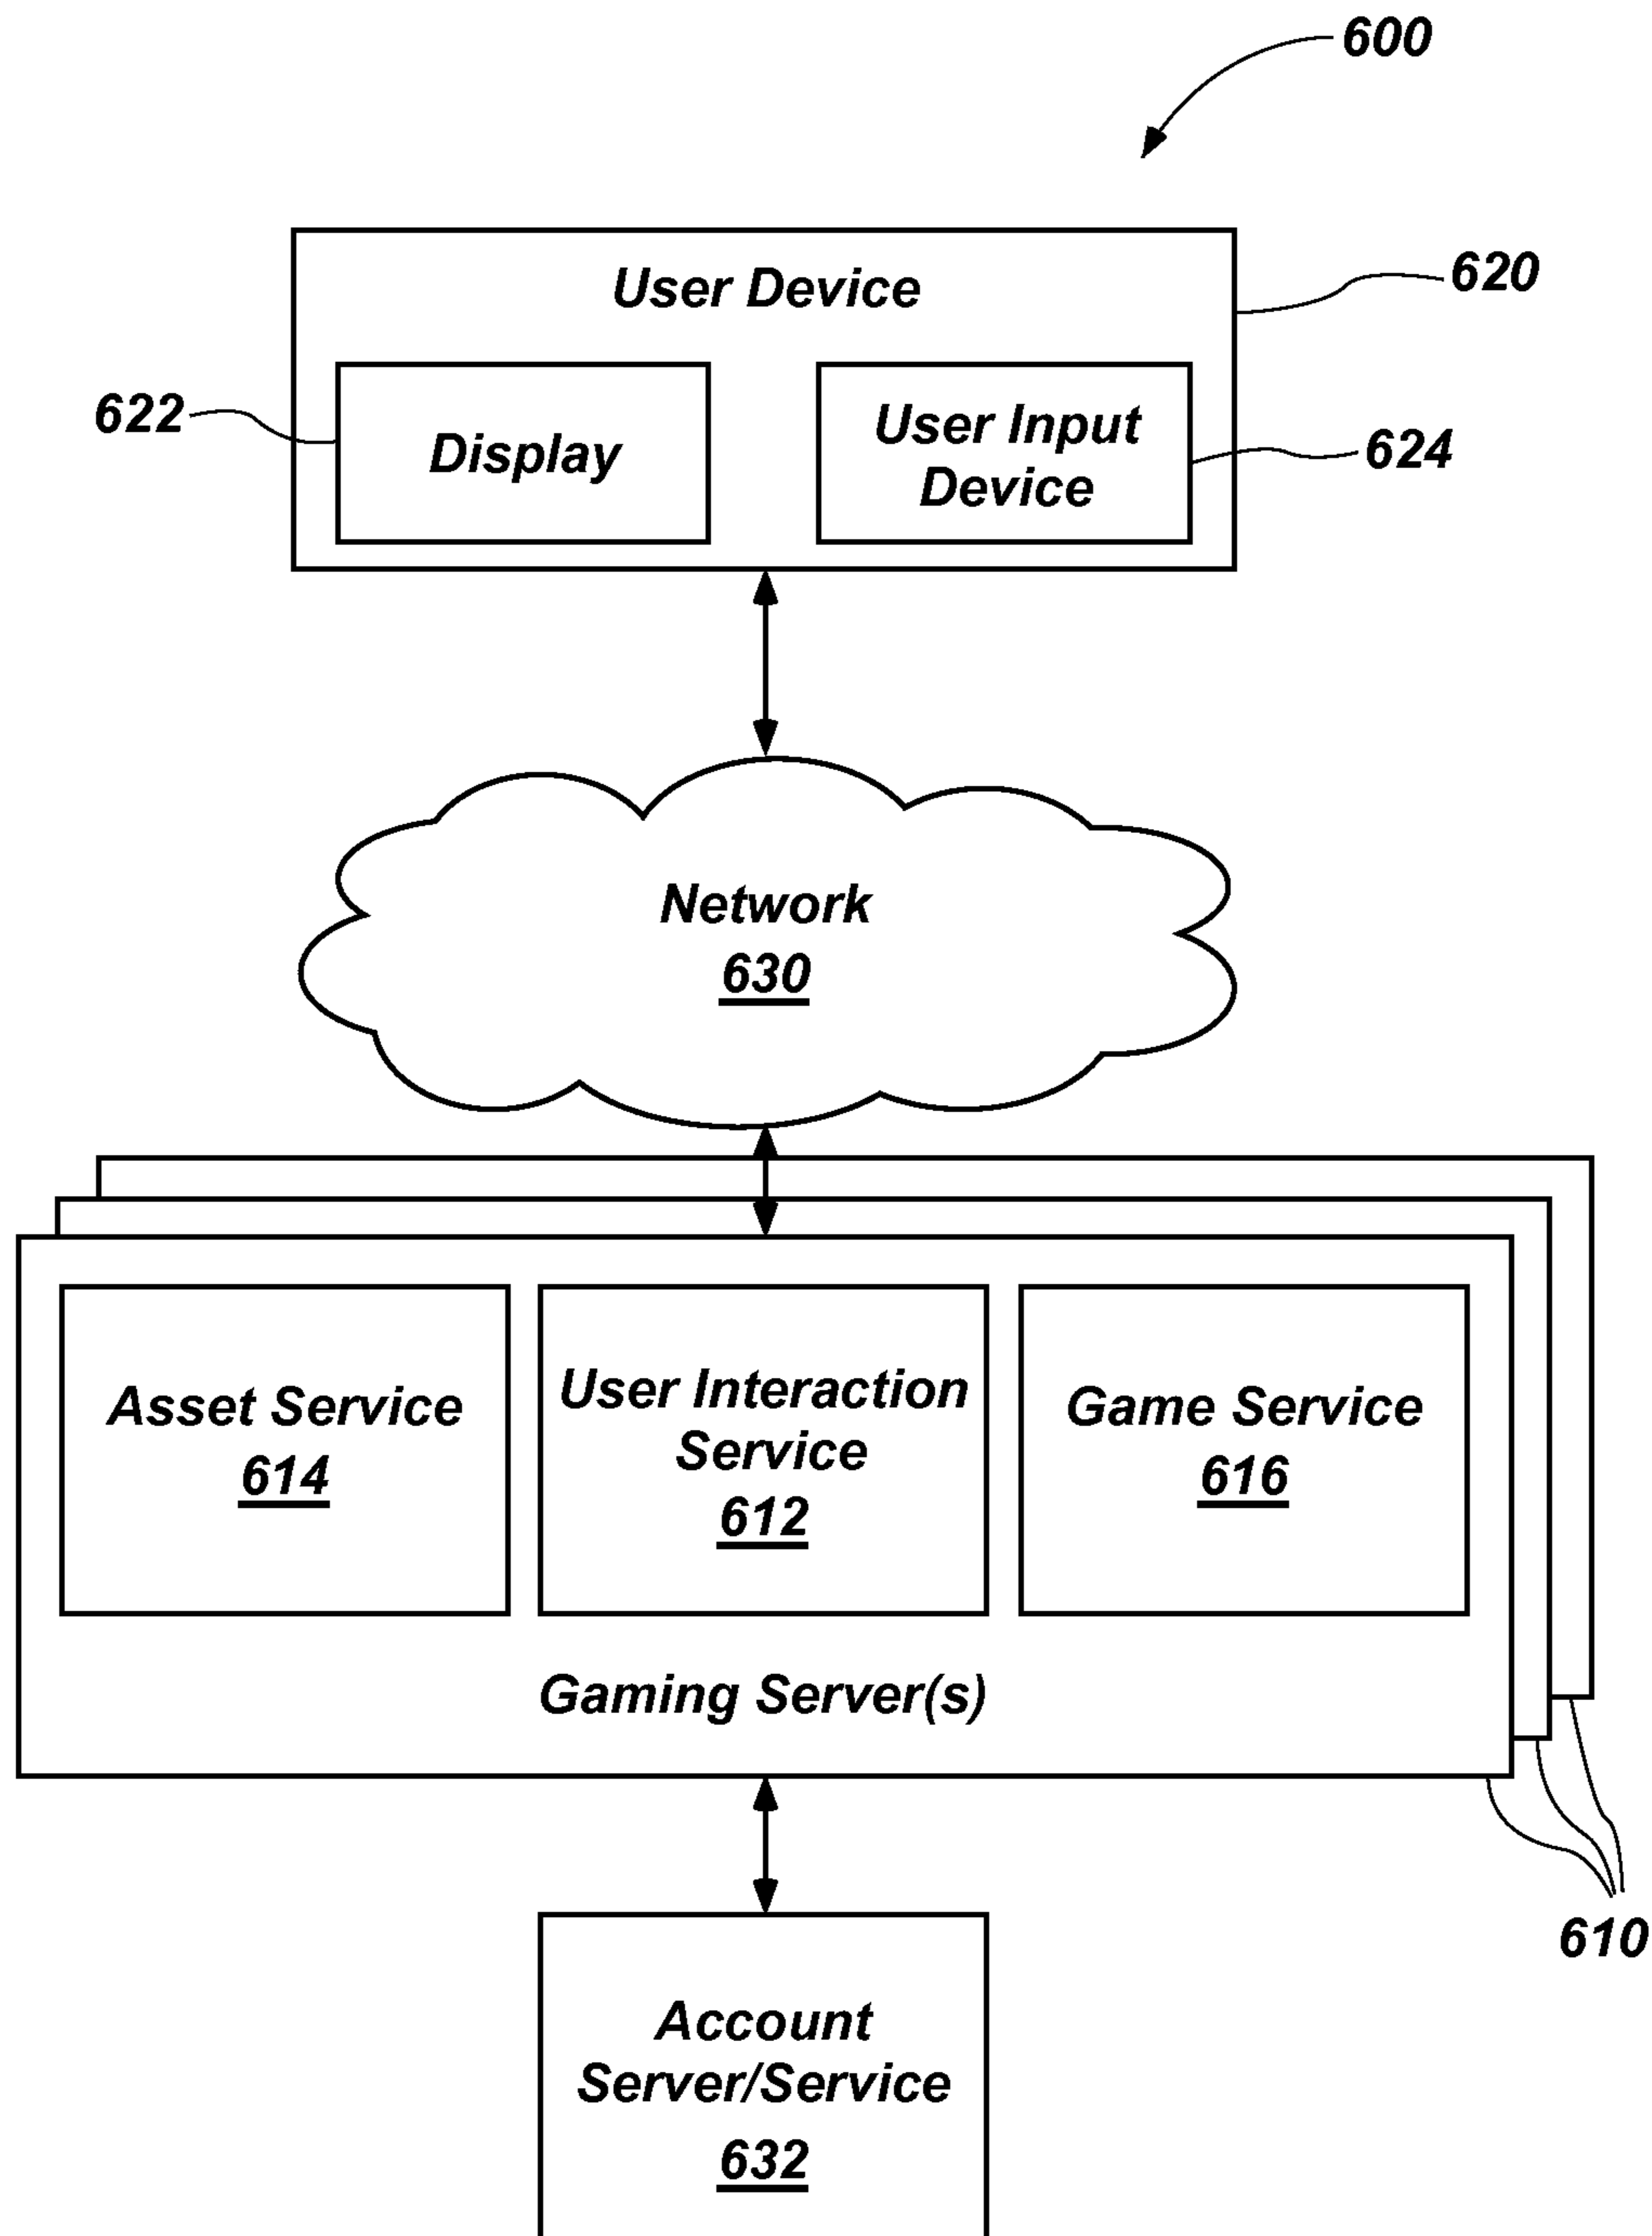 600
User Device
620
622
Display
User Input
Device
624
Network
630
Asset Service
614
User Interaction
Service
612
Game Service
616
Gaming Server(s)
610
Account
Server/Service
632